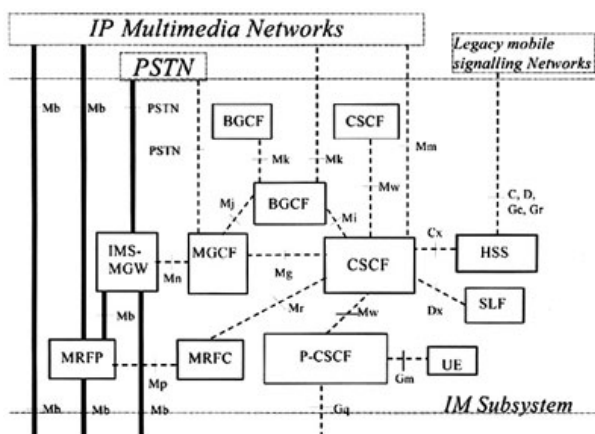 IP Multimedia Networks
PSTN
Legacy mobile
signalling Networks
Mb
Mb
PSTN
PSTN
BGCF
CSCF
Mm
Mk
Mk
Mw
C, D,
Gc, Gr
BGCF
Mj
Mi
Cx
IMS-
MGW
MGCF
CSCF
HSS
Mn
Mg
SLF
Mb
Mr
Mw
Dx
MRFP
MRFC
P-CSCF
UE
Mp
Gm
Mb
Mb
Mb
Gq
IM Subsystem